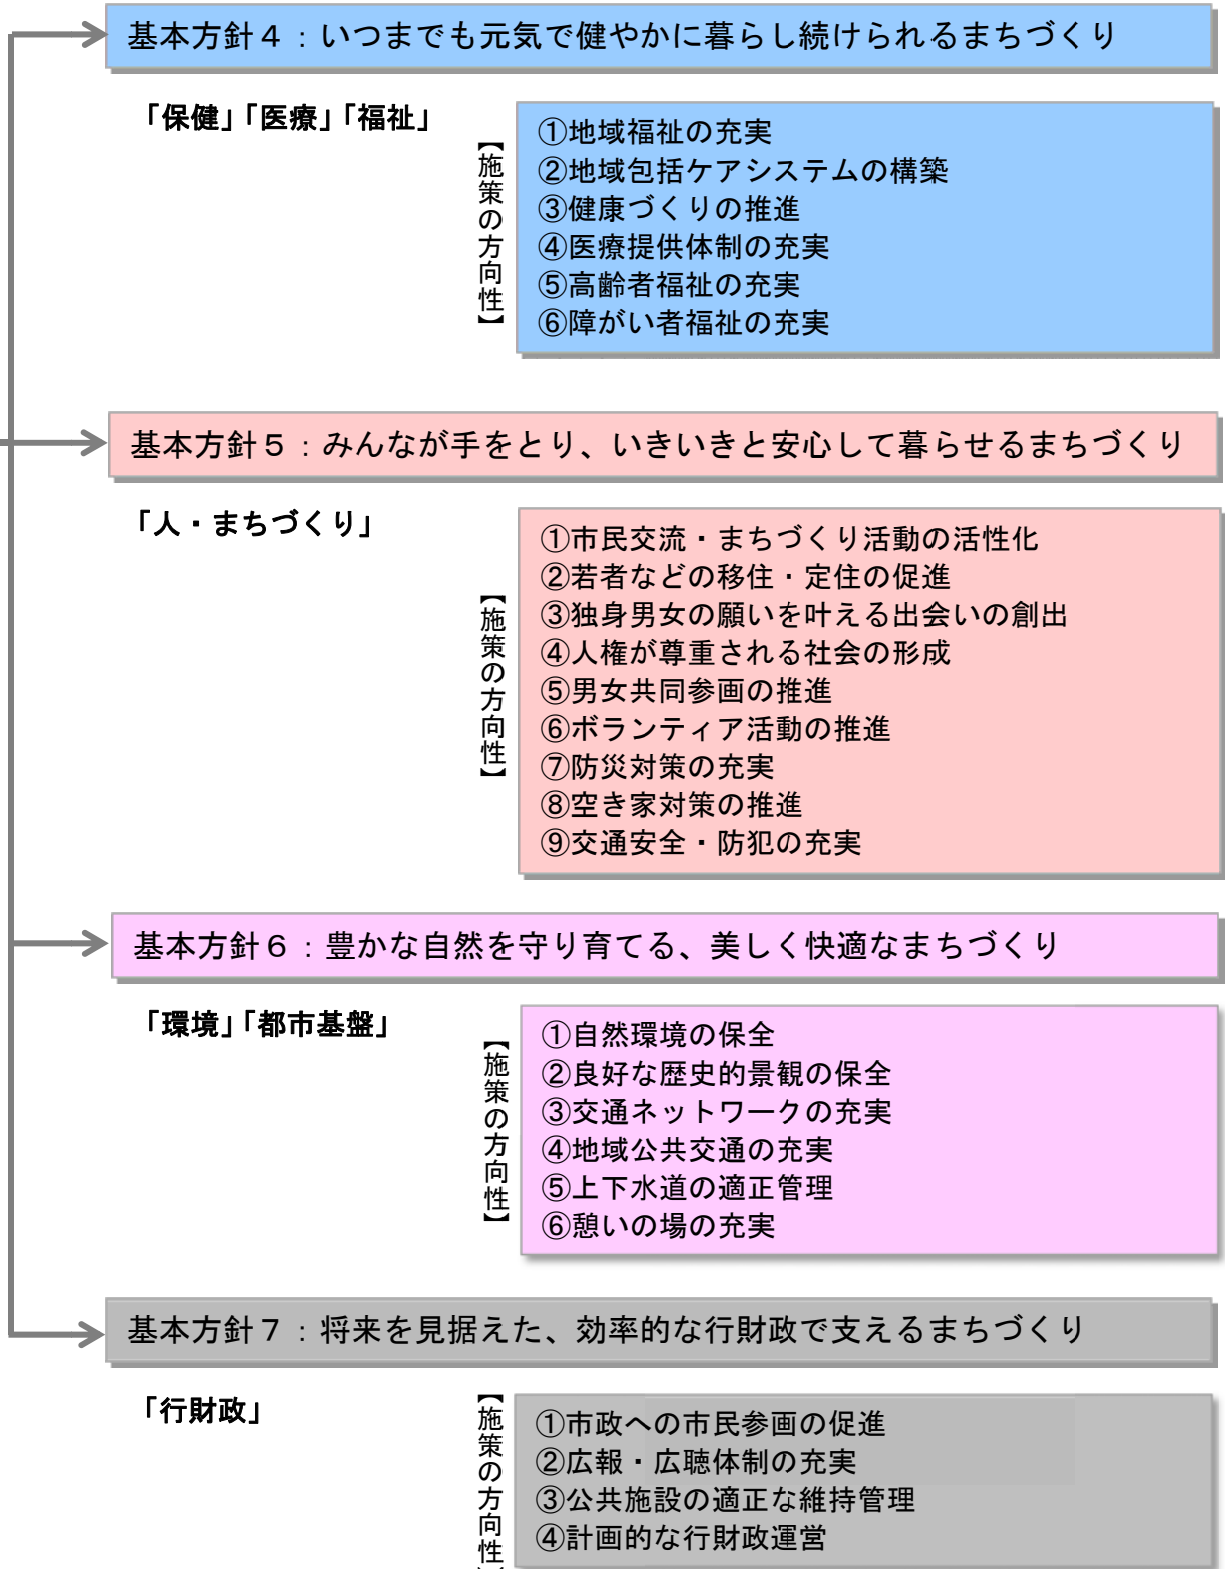 基本方針４：いつまでも元気で健やかに暮らし続けられるまちづくり
「保健」「医療」「福祉」
【施策の方向性】
①地域福祉の充実
②地域包括ケアシステムの構築
③健康づくりの推進
④医療提供体制の充実
⑤高齢者福祉の充実
⑥障がい者福祉の充実
基本方針５：みんなが手をとり、いきいきと安心して暮らせるまちづくり
「人・まちづくり」
【施策の方向性】
①市民交流・まちづくり活動の活性化
②若者などの移住・定住の促進
③独身男女の願いを叶える出会いの創出
④人権が尊重される社会の形成
⑤男女共同参画の推進
⑥ボランティア活動の推進
⑦防災対策の充実
⑧空き家対策の推進
⑨交通安全・防犯の充実
基本方針６：豊かな自然を守り育てる、美しく快適なまちづくり
「環境」「都市基盤」
【施策の方向性】
①自然環境の保全
②良好な歴史的景観の保全
③交通ネットワークの充実
④地域公共交通の充実
⑤上下水道の適正管理
⑥憩いの場の充実
基本方針７：将来を見据えた、効率的な行財政で支えるまちづくり
「行財政」
【施策の方向性】
①市政への市民参画の促進
②広報・広聴体制の充実
③公共施設の適正な維持管理
④計画的な行財政運営